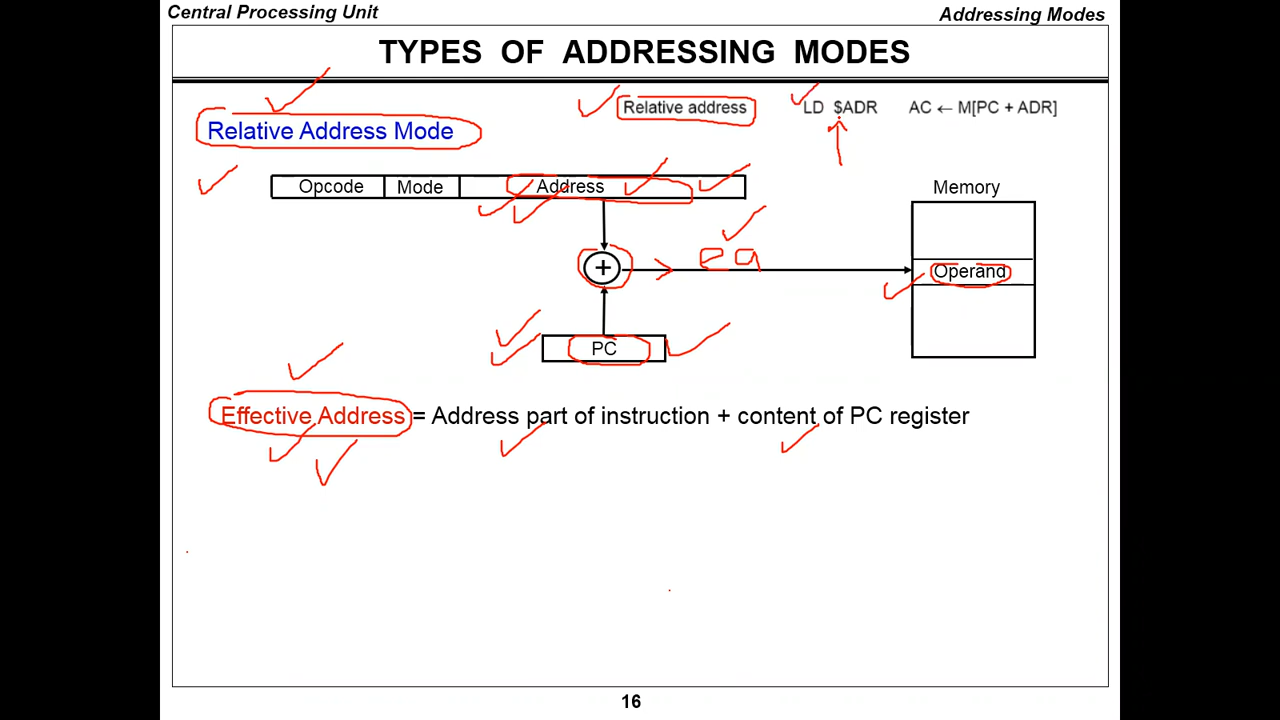 Central Processing Unit
Addressing Modes
TYPES OF ADDRESSING MODES
Relative address LD $ADR AC ← M[PC + ADR]
Relative Address Mode
Opcode Mode Address
Memory
+
ea
Operand
PC
Effective Address = Address part of instruction + content of PC register
16